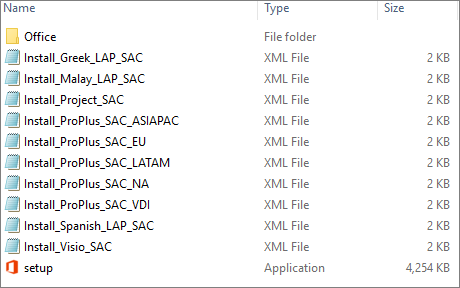 Name Type Size
Office File folder
Install_Greek_LAP_SAC XML File 2 KB
Install_Malay_LAP_SAC XML File 2 KB
Install_Project_SAC XML File 2 KB
Install_ProPlus_SAC_ASIAPAC XML File 2 KB
Install_ProPlus_SAC_EU XML File 2 KB
Install_ProPlus_SAC_LATAM XML File 2 KB
Install_ProPlus_SAC_NA XML File 2 KB
Install_ProPlus_SAC_VDI XML File 2 KB
Install_Spanish_LAP_SAC XML File 2 KB
Install_Visio_SAC XML File 2 KB
setup Application 4,254 KB